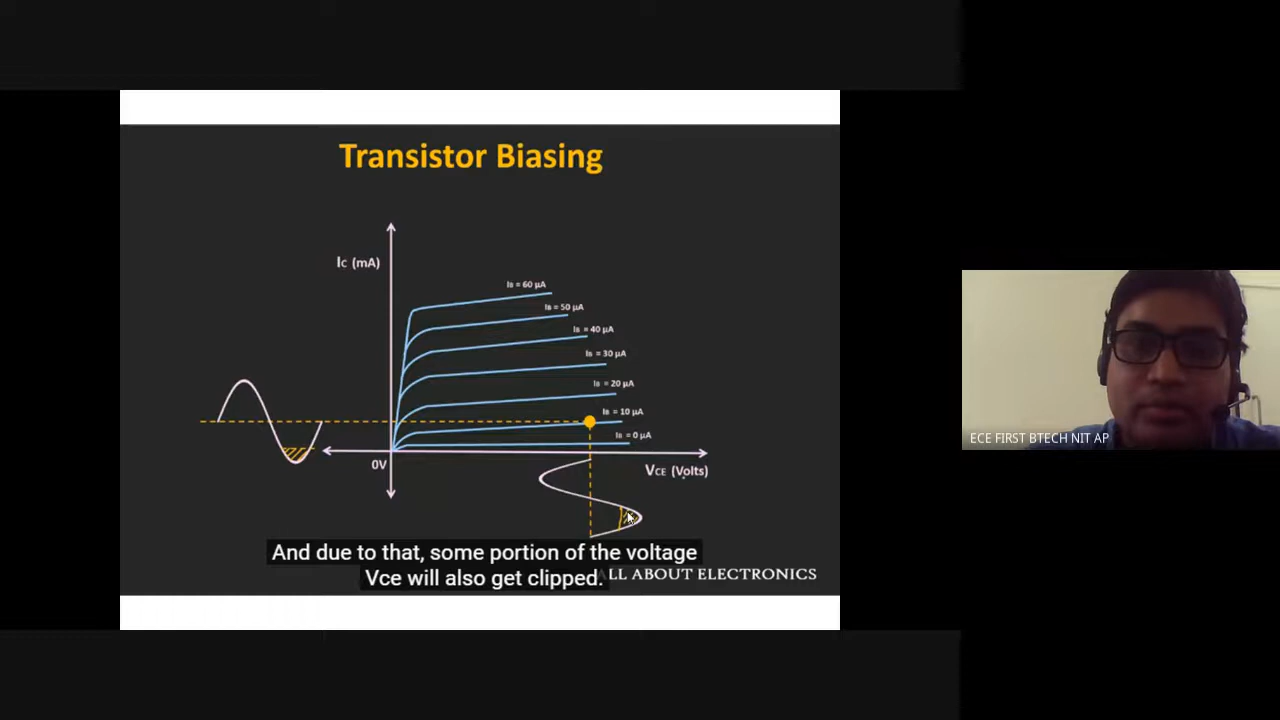 Transistor Biasing
IC (mA)
IB = 60 µA
IB = 50 µA
IB = 40 µA
IB = 30 µA
IB = 20 µA
IB = 10 µA
IB = 0 µA
0V
VCE (Volts)
And due to that, some portion of the voltage
Vce will also get clipped.
ALL ABOUT ELECTRONICS
ECE FIRST BTECH NIT AP